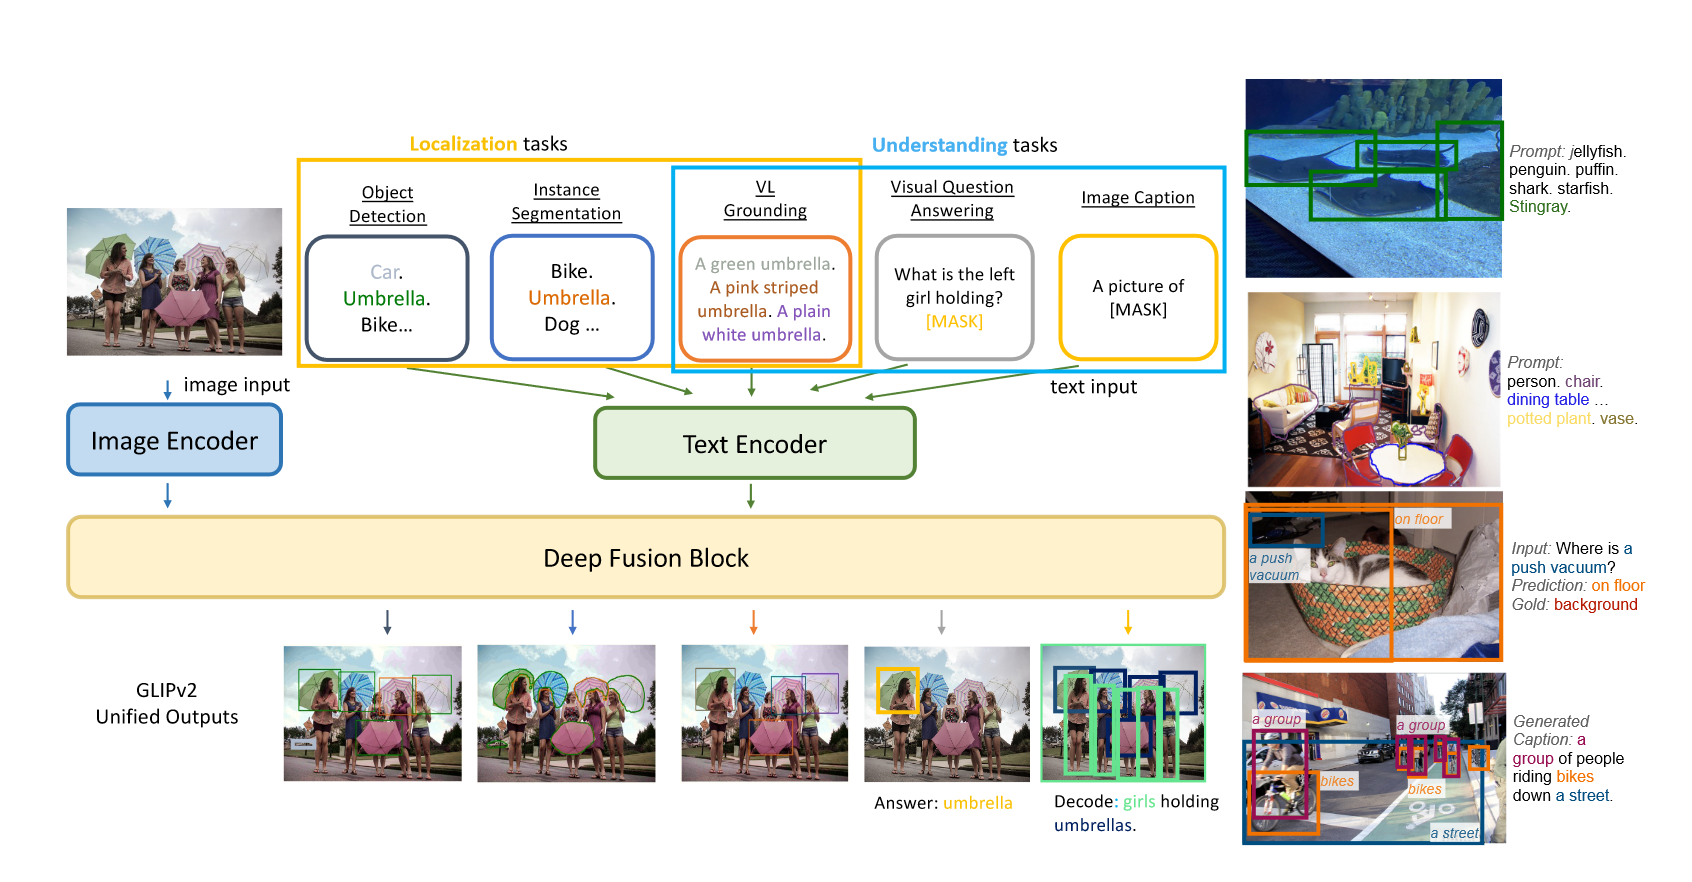 Localization tasks
Understanding tasks
Object
Detection
Instance
Segmentation
VL
Grounding
Visual Question
Answering
Image Caption
Car.
Umbrella.
Bike...
Bike.
Umbrella.
Dog ...
A green umbrella.
A pink striped
umbrella. A plain
white umbrella.
What is the left
girl holding?
[MASK]
A picture of
[MASK]
image input
text input
Image Encoder
Text Encoder
Deep Fusion Block
GLIPv2
Unified Outputs
Answer: umbrella
Decode: girls holding
umbrellas.
Prompt: jellyfish.
penguin. puffin.
shark. starfish.
Stingray.
Prompt:
person. chair.
dining table ...
potted plant. vase.
on floor
a push
vacuum
Input: Where is a
push vacuum?
Prediction: on floor
Gold: background
a group
a group
bikes
bikes
a street
Generated
Caption: a
group of people
riding bikes
down a street.